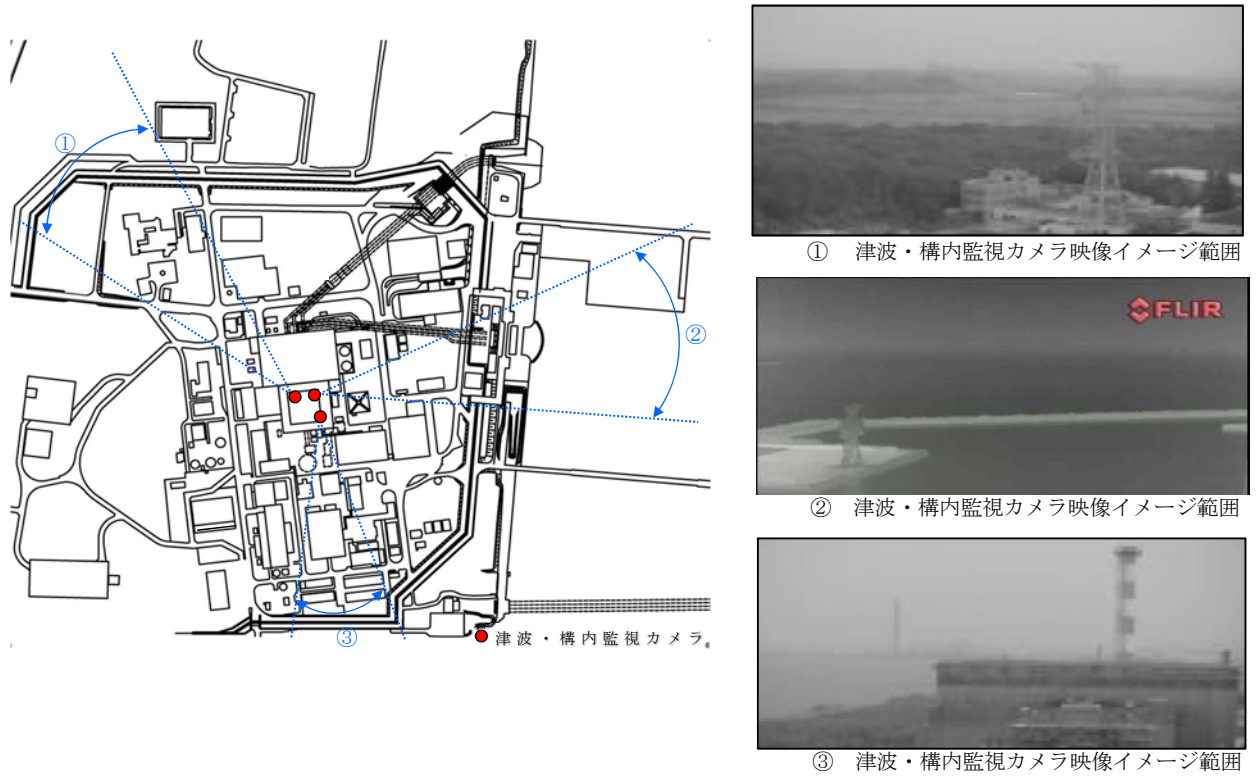 ①
②
③
津波・構内監視カメラ
① 津波・構内監視カメラ映像イメージ範囲
FLIR
② 津波・構内監視カメラ映像イメージ範囲
③ 津波・構内監視カメラ映像イメージ範囲